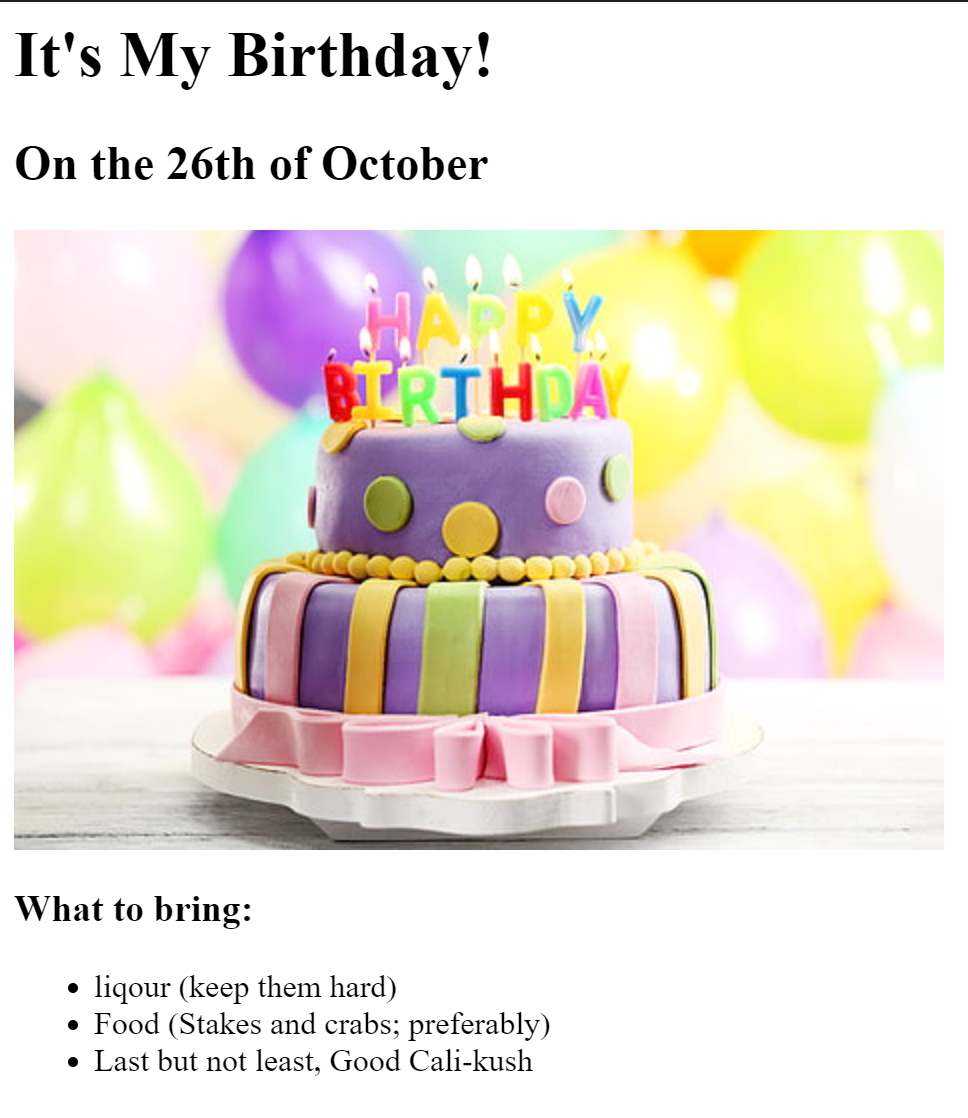 It's My Birthday!
On the 26th of October
HAPPY
BIRTHDAY
What to bring:
liqour (keep them hard)
Food (Stakes and crabs; preferably)
Last but not least, Good Cali-kush